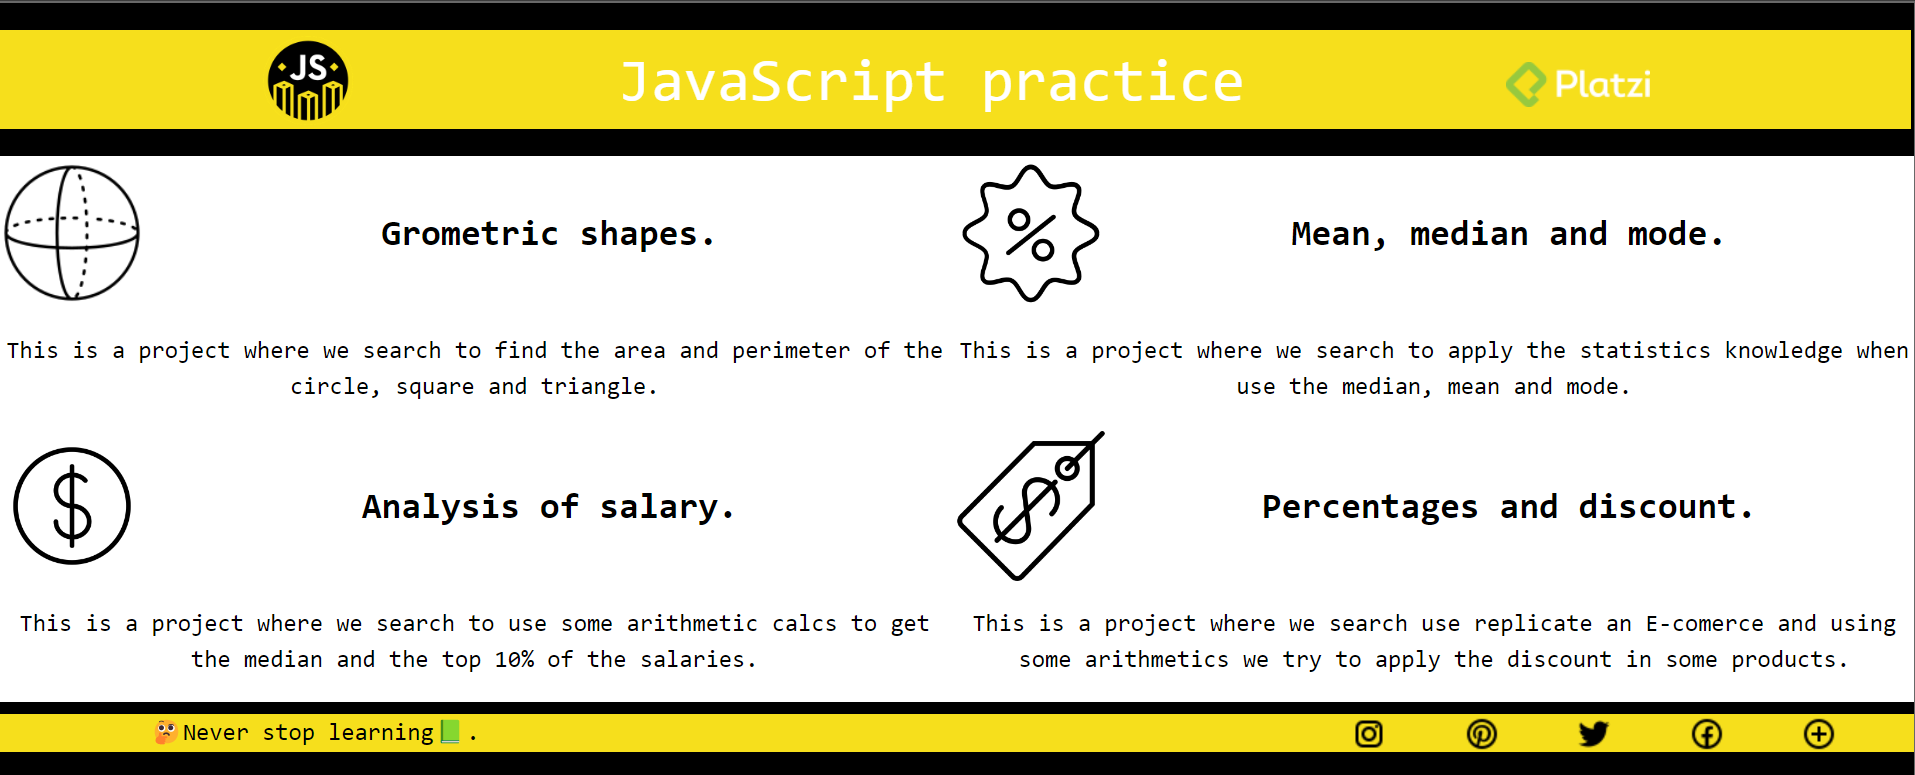 JS
JavaScript practice
Platzi
Grometric shapes.
This is a project where we search to find the area and perimeter of the
circle, square and triangle.
%
Mean, median and mode.
This is a project where we search to apply the statistics knowledge when
use the median, mean and mode.
$
Analysis of salary.
This is a project where we search to use some arithmetic calcs to get
the median and the top 10% of the salaries.
$
Percentages and discount.
This is a project where we search use replicate an E-comerce and using
some arithmetics we try to apply the discount in some products.
🤔Never stop learning📗.